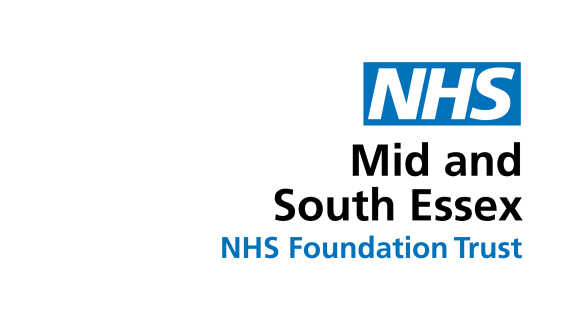 NHS
Mid and
South Essex
NHS Foundation Trust